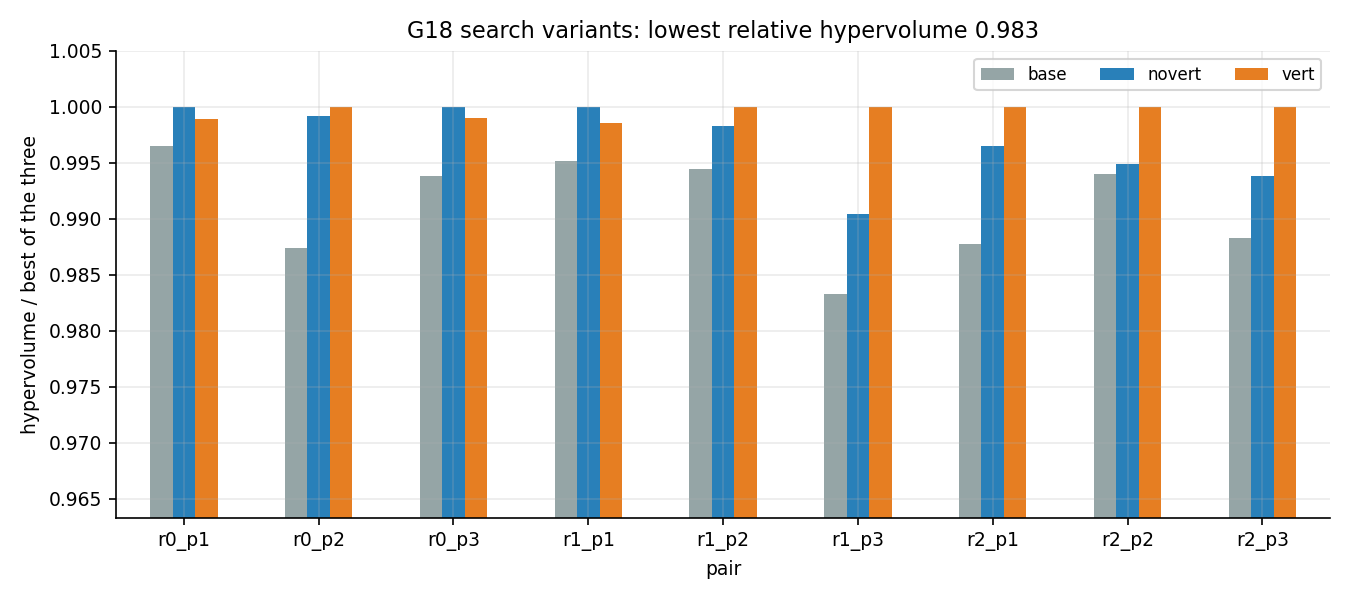 G18 search variants: lowest relative hypervolume 0.983
base novert vert
hypervolume / best of the three
1.005
1.000
0.995
0.990
0.985
0.980
0.975
0.970
0.965
r0_p1 r0_p2 r0_p3 r1_p1 r1_p2 r1_p3 r2_p1 r2_p2 r2_p3
pair